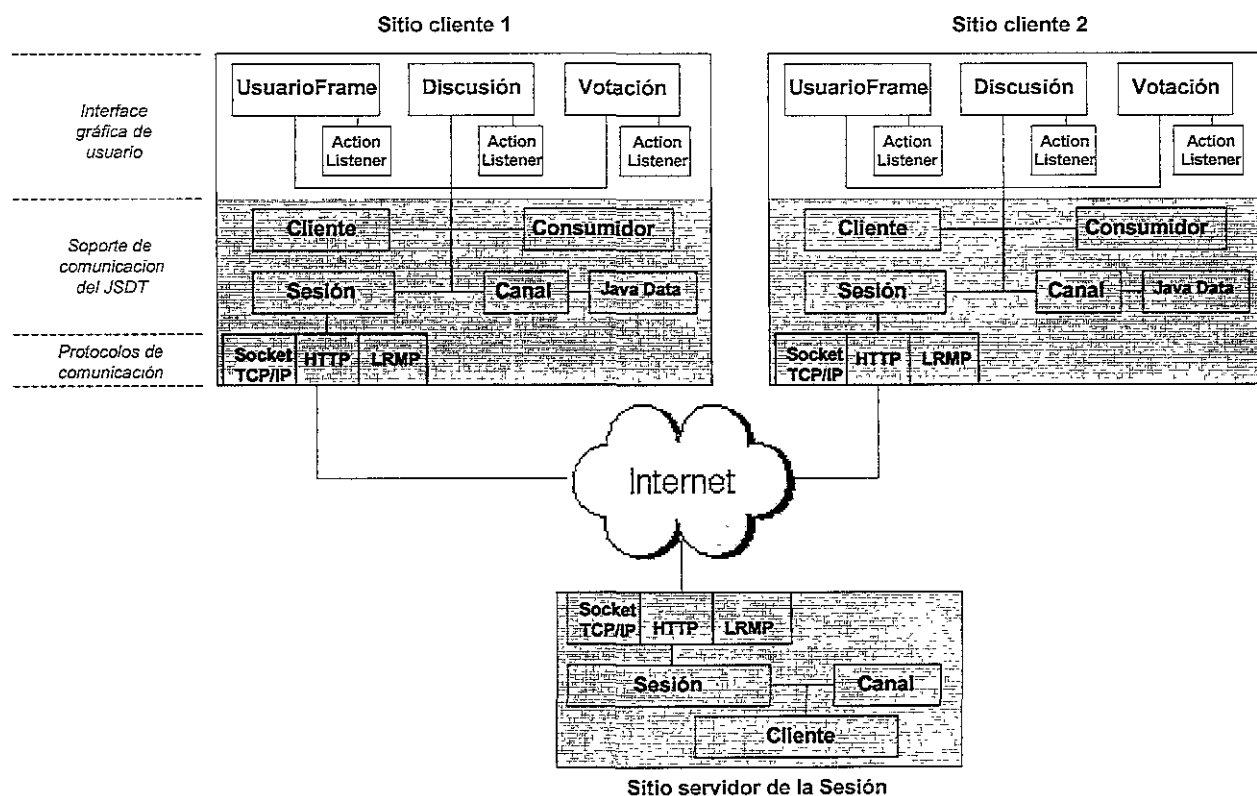 Sitio cliente 1
Sitio cliente 2
Interface
gráfica de
usuario
UsuarioFrame
Discusión
Votación
Action
Listener
Action
Listener
Action
Listener
UsuarioFrame
Discusión
Votación
Action
Listener
Action
Listener
Action
Listener
Soporte de
comunicacion
del JSDT
Cliente
Consumidor
Sesión
Canal
Java Data
Cliente
Consumidor
Sesión
Canal
Java Data
Protocolos de
comunicación
Socket
TCP/IP
HTTP
LRMP
Socket
TCP/IP
HTTP
LRMP
Internet
Socket
TCP/IP
HTTP
LRMP
Sesión
Canal
Cliente
Sitio servidor de la Sesión